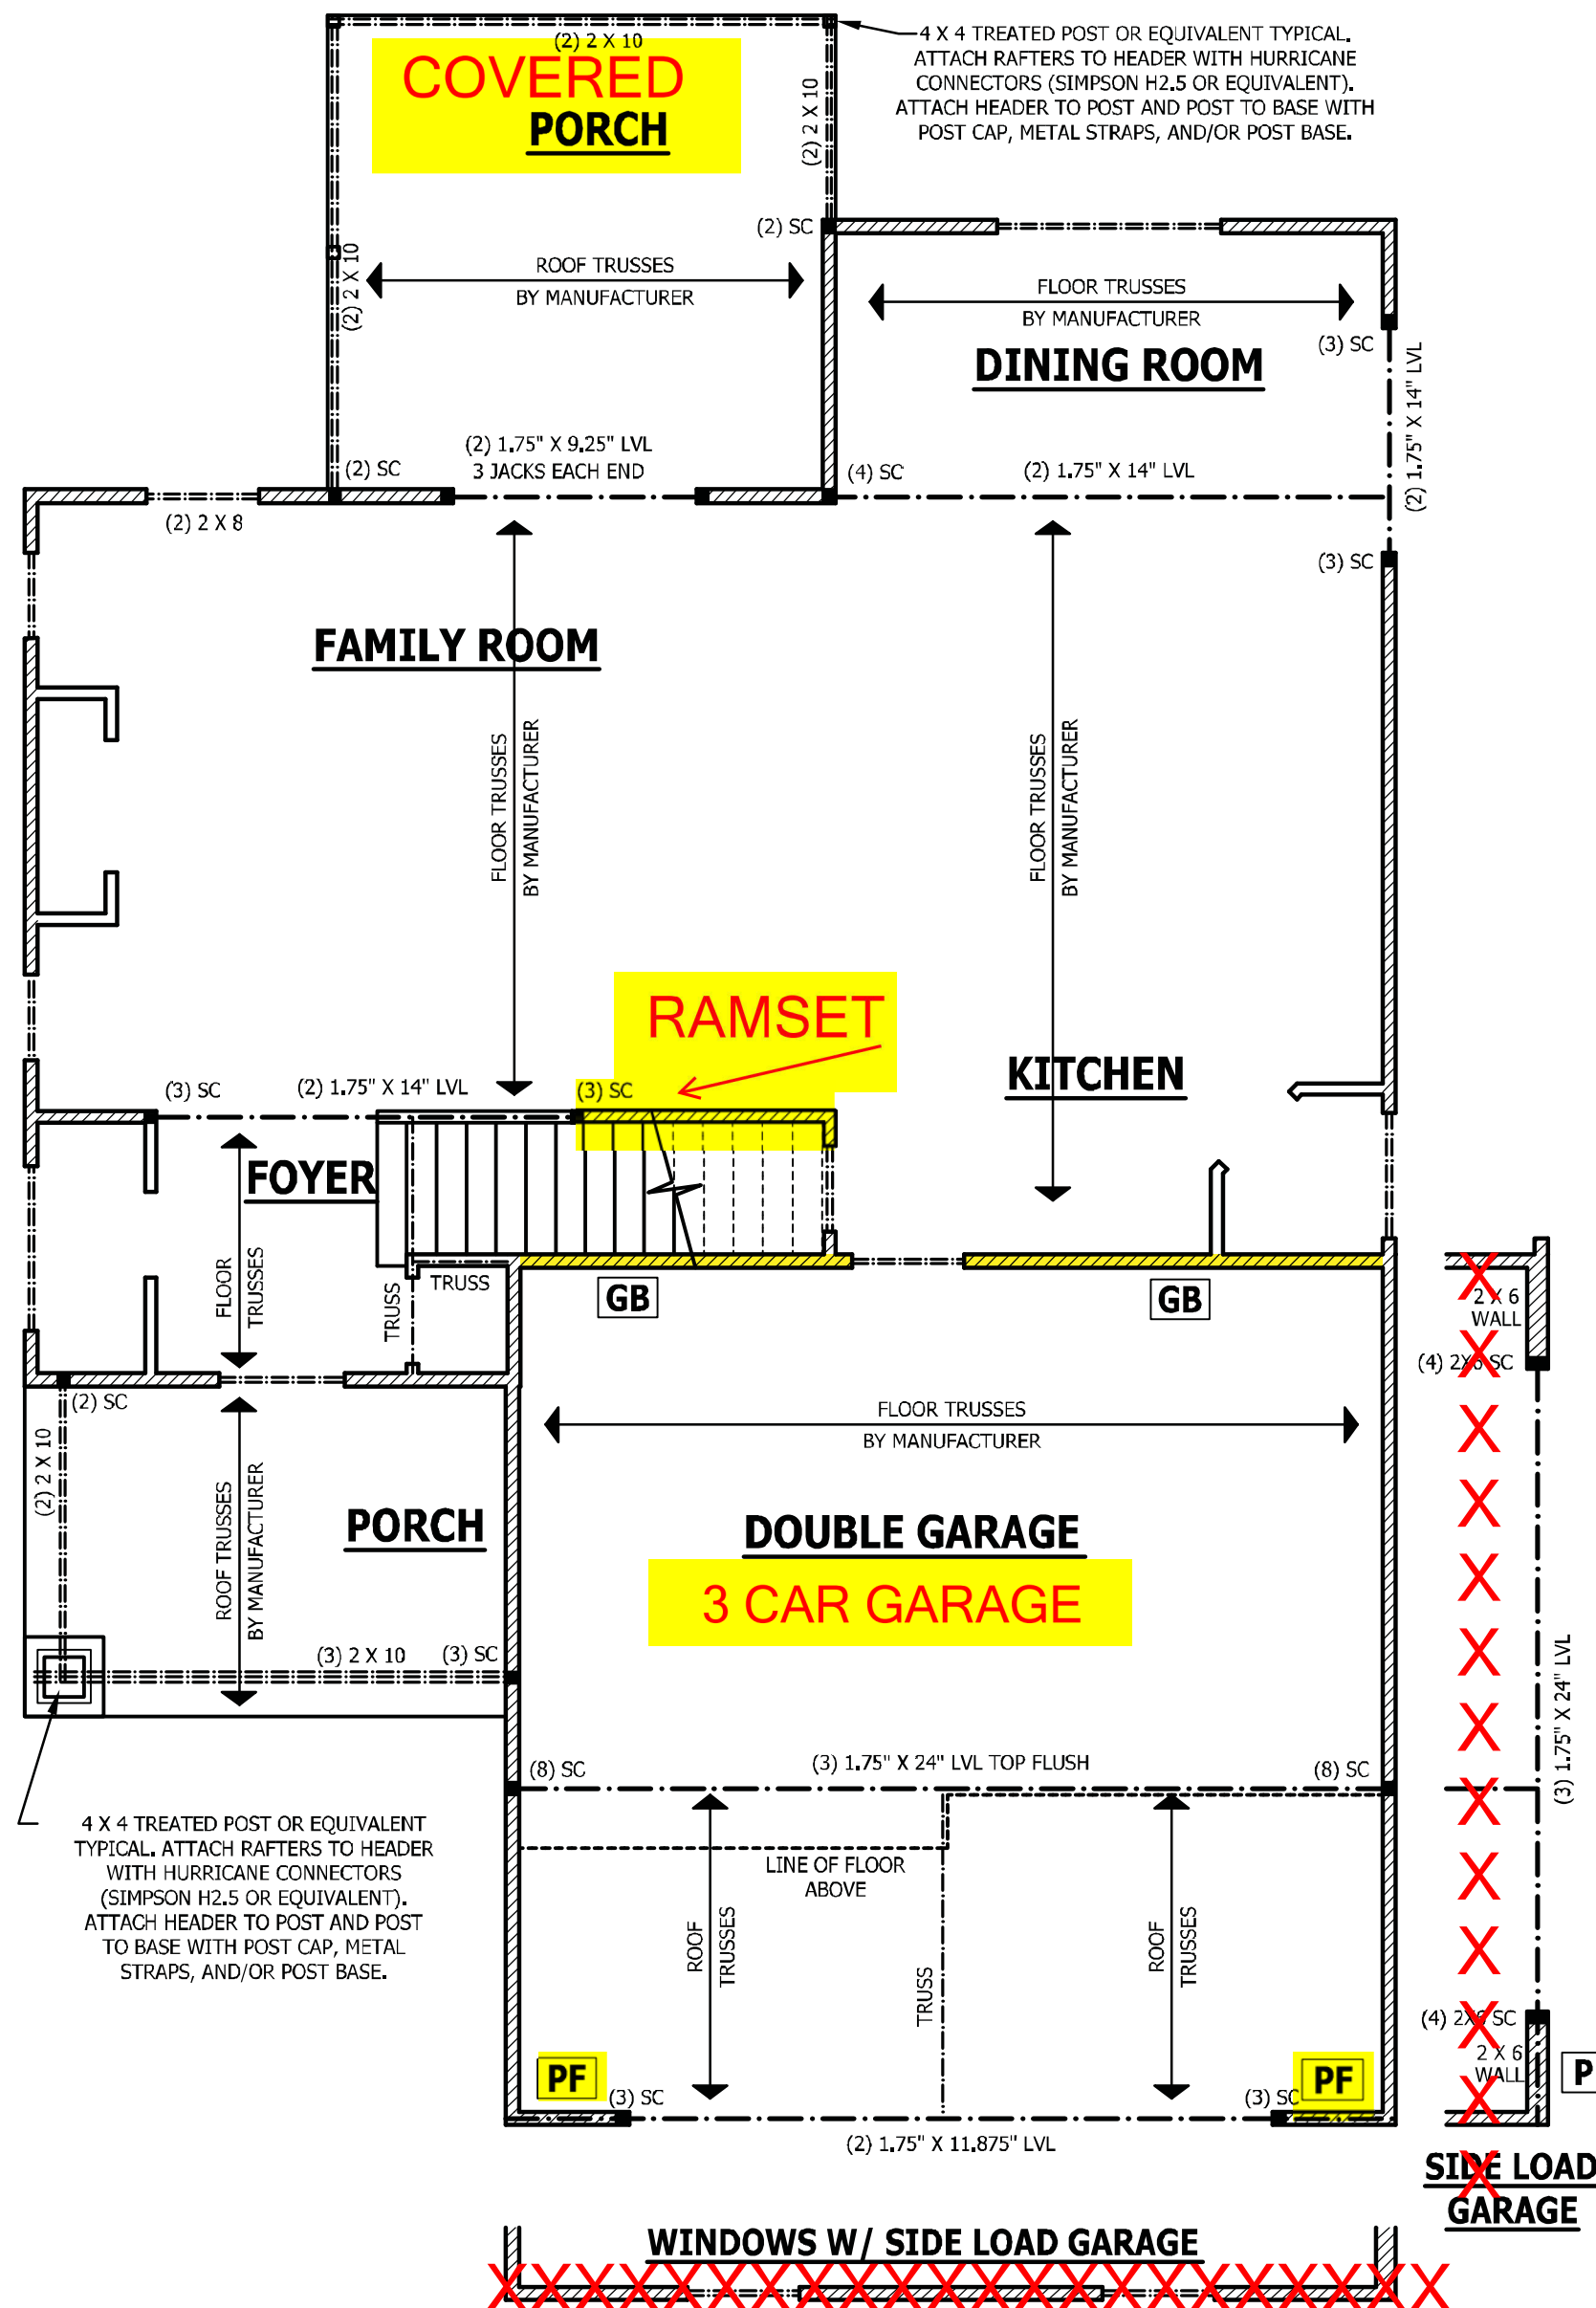 (2) 2 X 10
COVERED
PORCH
(2) 2 X 10
4 X 4 TREATED POST OR EQUIVALENT TYPICAL.
ATTACH RAFTERS TO HEADER WITH HURRICANE
CONNECTORS (SIMPSON H2.5 OR EQUIVALENT).
ATTACH HEADER TO POST AND POST TO BASE WITH
POST CAP, METAL STRAPS, AND/OR POST BASE.
(2) SC
(2) 2 X 10
ROOF TRUSSES
BY MANUFACTURER
FLOOR TRUSSES
BY MANUFACTURER
DINING ROOM
(3) SC
(2) 1.75" X 14" LVL
(2) SC
(2) 1.75" X 9.25" LVL
3 JACKS EACH END
(4) SC
(2) 1.75" X 14" LVL
(2) 2 X 8
(3) SC
FAMILY ROOM
FLOOR TRUSSES
BY MANUFACTURER
FLOOR TRUSSES
BY MANUFACTURER
RAMSET
KITCHEN
(3) SC
(2) 1.75" X 14" LVL
(3) SC
FOYER
FLOOR
TRUSSES
TRUSS
TRUSS
GB
GB
2 X 6
WALL
(4) 2X6 SC
(2) SC
(2) 2 X 10
ROOF TRUSSES
BY MANUFACTURER
FLOOR TRUSSES
BY MANUFACTURER
PORCH
DOUBLE GARAGE
3 CAR GARAGE
(3) 2 X 10
(3) SC
(3) 1.75" X 24" LVL
(8) SC
(3) 1.75" X 24" LVL TOP FLUSH
(8) SC
4 X 4 TREATED POST OR EQUIVALENT
TYPICAL. ATTACH RAFTERS TO HEADER
WITH HURRICANE CONNECTORS
(SIMPSON H2.5 OR EQUIVALENT).
ATTACH HEADER TO POST AND POST
TO BASE WITH POST CAP, METAL
STRAPS, AND/OR POST BASE.
LINE OF FLOOR
ABOVE
ROOF
TRUSSES
TRUSS
ROOF
TRUSSES
(4) 2X6 SC
2 X 6
WALL
P
PF
(3) SC
(3) SC
PF
(2) 1.75" X 11.875" LVL
SIDE LOAD
GARAGE
WINDOWS W/ SIDE LOAD GARAGE
X X X X X X X X X X X X X
X X X X X X X X X X X X X X X X X X X X X X